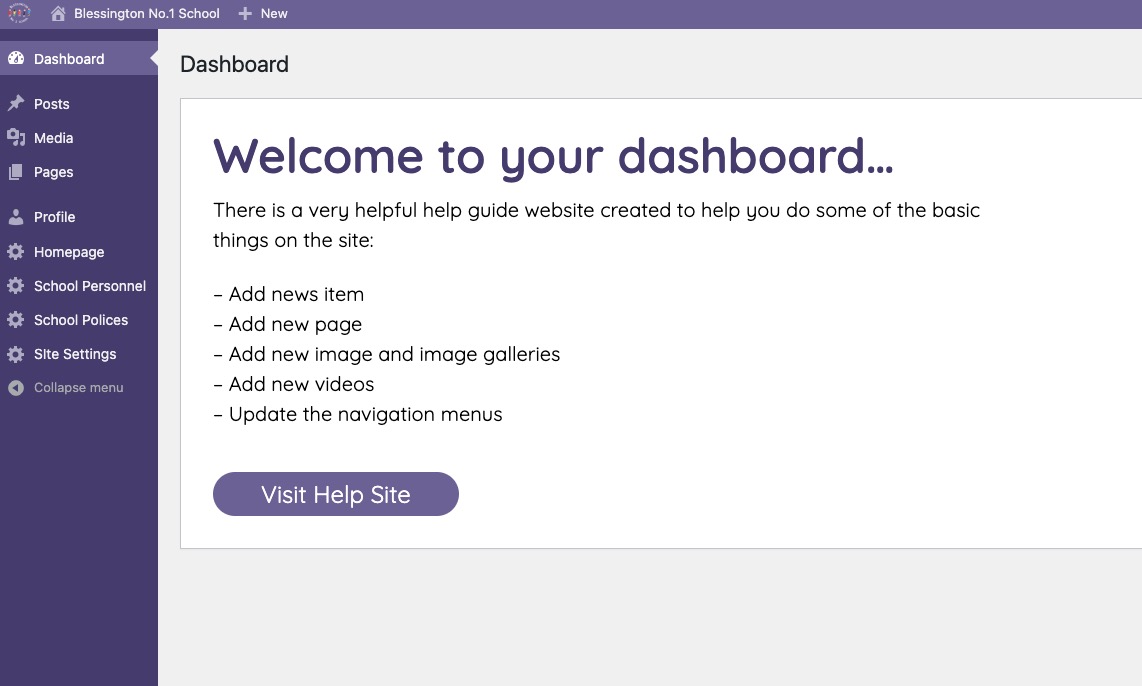 Blessington No.1 School
New
Dashboard
Posts
Media
Pages
Profile
Homepage
School Personnel
School Polices
SIte Settings
Collapse menu
Dashboard
Welcome to your dashboard...
There is a very helpful help guide website created to help you do some of the basic
things on the site:
– Add news item
– Add new page
– Add new image and image galleries
– Add new videos
– Update the navigation menus
Visit Help Site